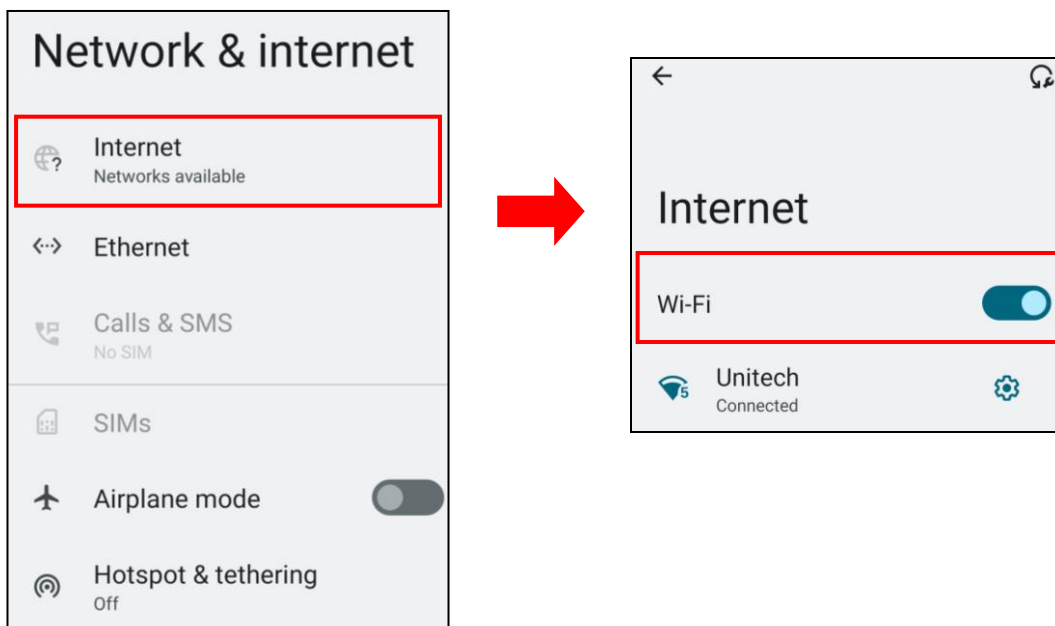 Network & internet
Internet
Networks available
Ethernet
Calls & SMS
No SIM
SIMs
Airplane mode
Hotspot & tethering
Off
Internet
Wi-Fi
5
Unitech
Connected